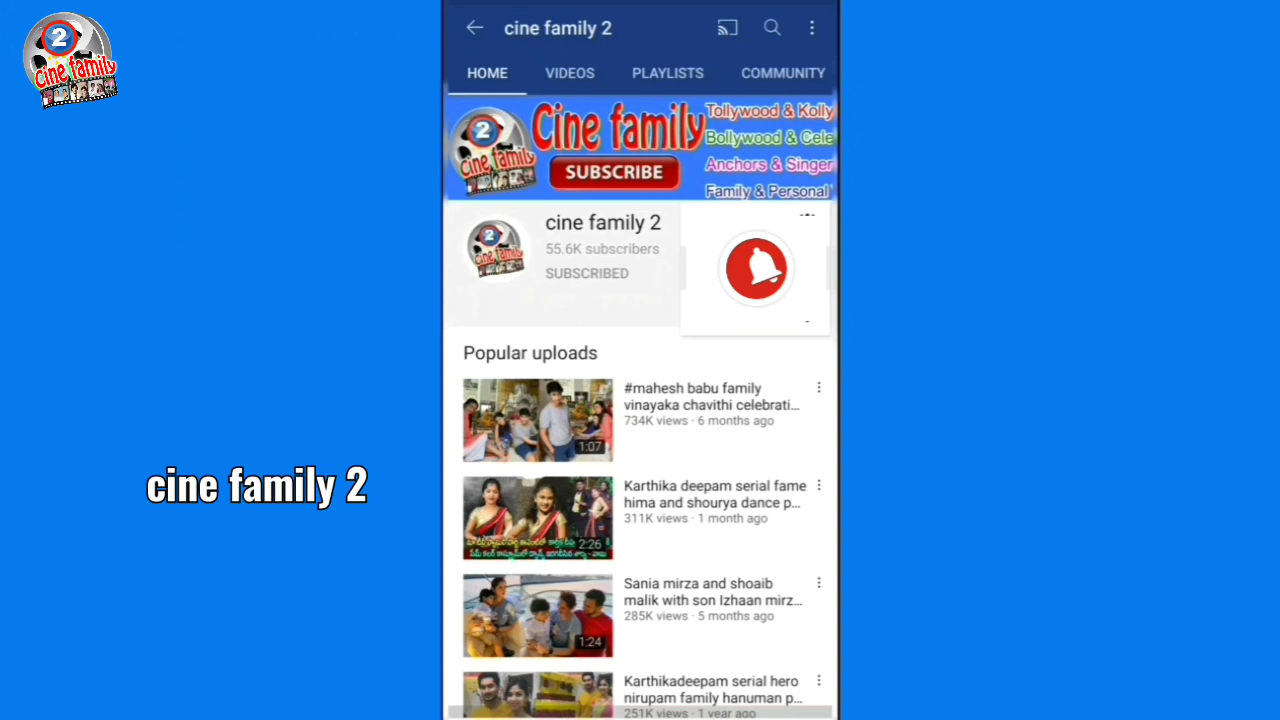 2
Cine family
cine family 2
HOME
VIDEOS
PLAYLISTS
COMMUNITY
2
Cine family
Cine family
SUBSCRIBE
Tollywood & Kolly
Bollywood & Cele
Anchors & Singer
Family & Personal
2
Cine family
cine family 2
55.6K subscribers
SUBSCRIBED
Popular uploads
#mahesh babu family
vinayaka chavithi celebrati...
734K views · 6 months ago
1:07
Karthika deepam serial fame
hima and shourya dance p...
311K views · 1 month ago
2:26
Sania mirza and shoaib
malik with son Izhaan mirz...
285K views · 5 months ago
1:24
Karthikadeepam serial hero
nirupam family hanuman p...
251K views · 1 year ago
cine family 2